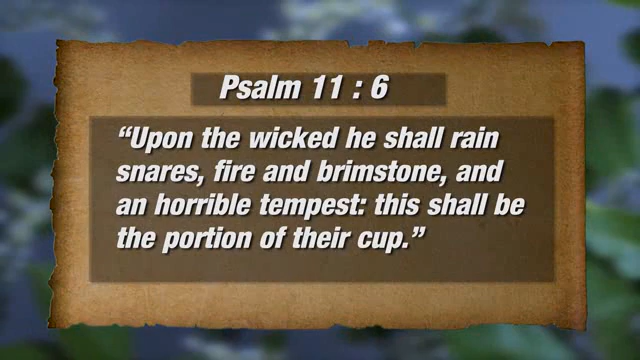 Psalm 11 : 6
“Upon the wicked he shall rain
snares, fire and brimstone, and
an horrible tempest: this shall be
the portion of their cup.”